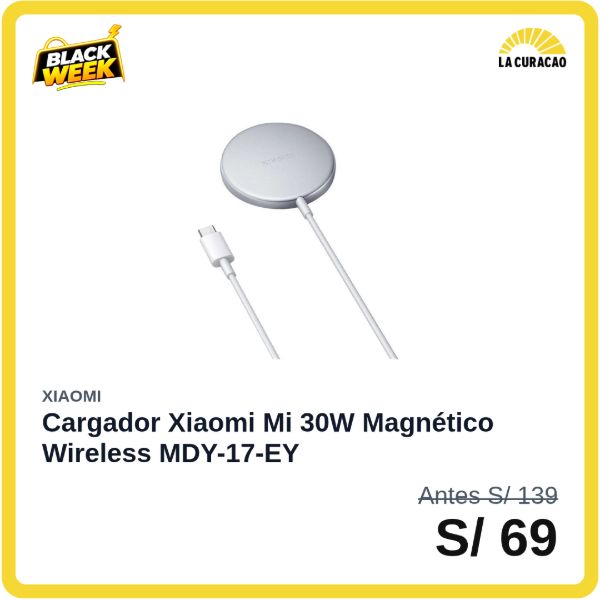 BLACK
WEEK
LA CURACAO
XIAOMI
Cargador Xiaomi Mi 30W Magnético
Wireless MDY-17-EY
Antes S/ 139
S/ 69